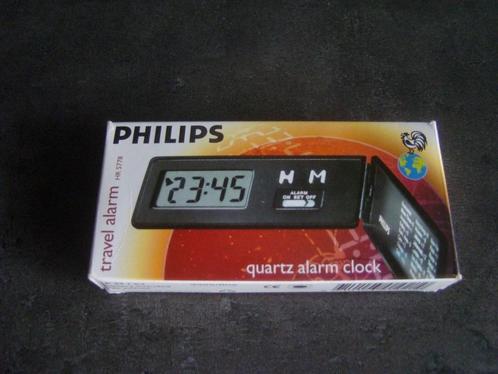 PHILIPS
travel alarm HR 5778
23:45
H M
ALARM
ON SET OFF
quartz alarm clock